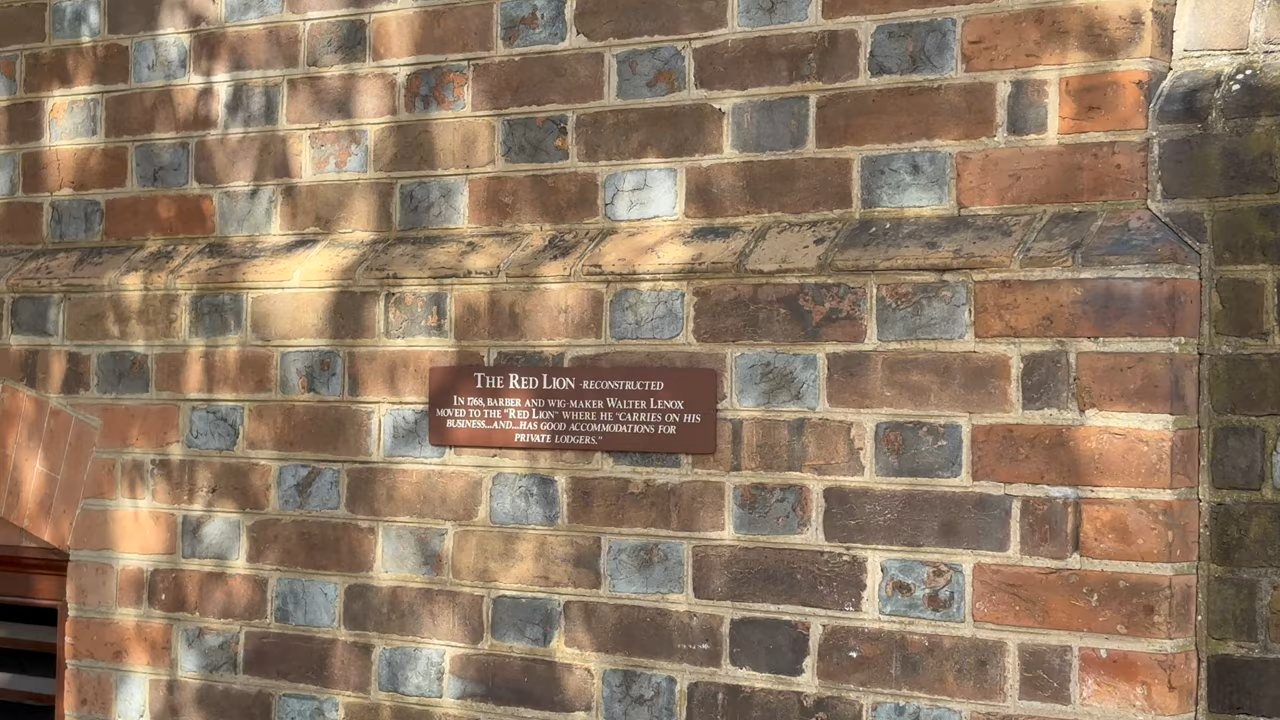 THE RED LION -RECONSTRUCTED
IN 1768, BARBER AND WIG-MAKER WALTER LENOX
MOVED TO THE "RED LION" WHERE HE "CARRIES ON HIS
BUSINESS...AND...HAS GOOD ACCOMMODATIONS FOR
PRIVATE LODGERS."